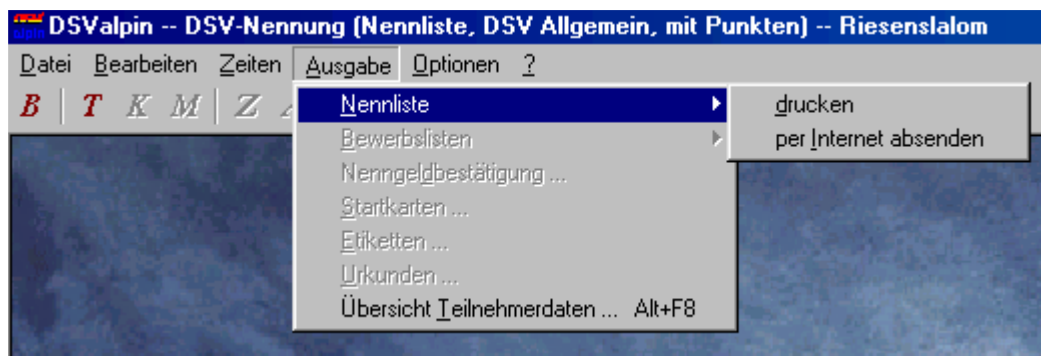 DSValpin -- DSV-Nennung (Nennliste, DSV Allgemein, mit Punkten) -- Riesenslalom
Datei Bearbeiten Zeiten Ausgabe Optionen ?
B T K M Z
Nennliste
drucken
per Internet absenden
Bewerbslisten
Nenngeldbestätigung ...
Startkarten ...
Etiketten ...
Urkunden ...
Übersicht Teilnehmerdaten ... Alt+F8